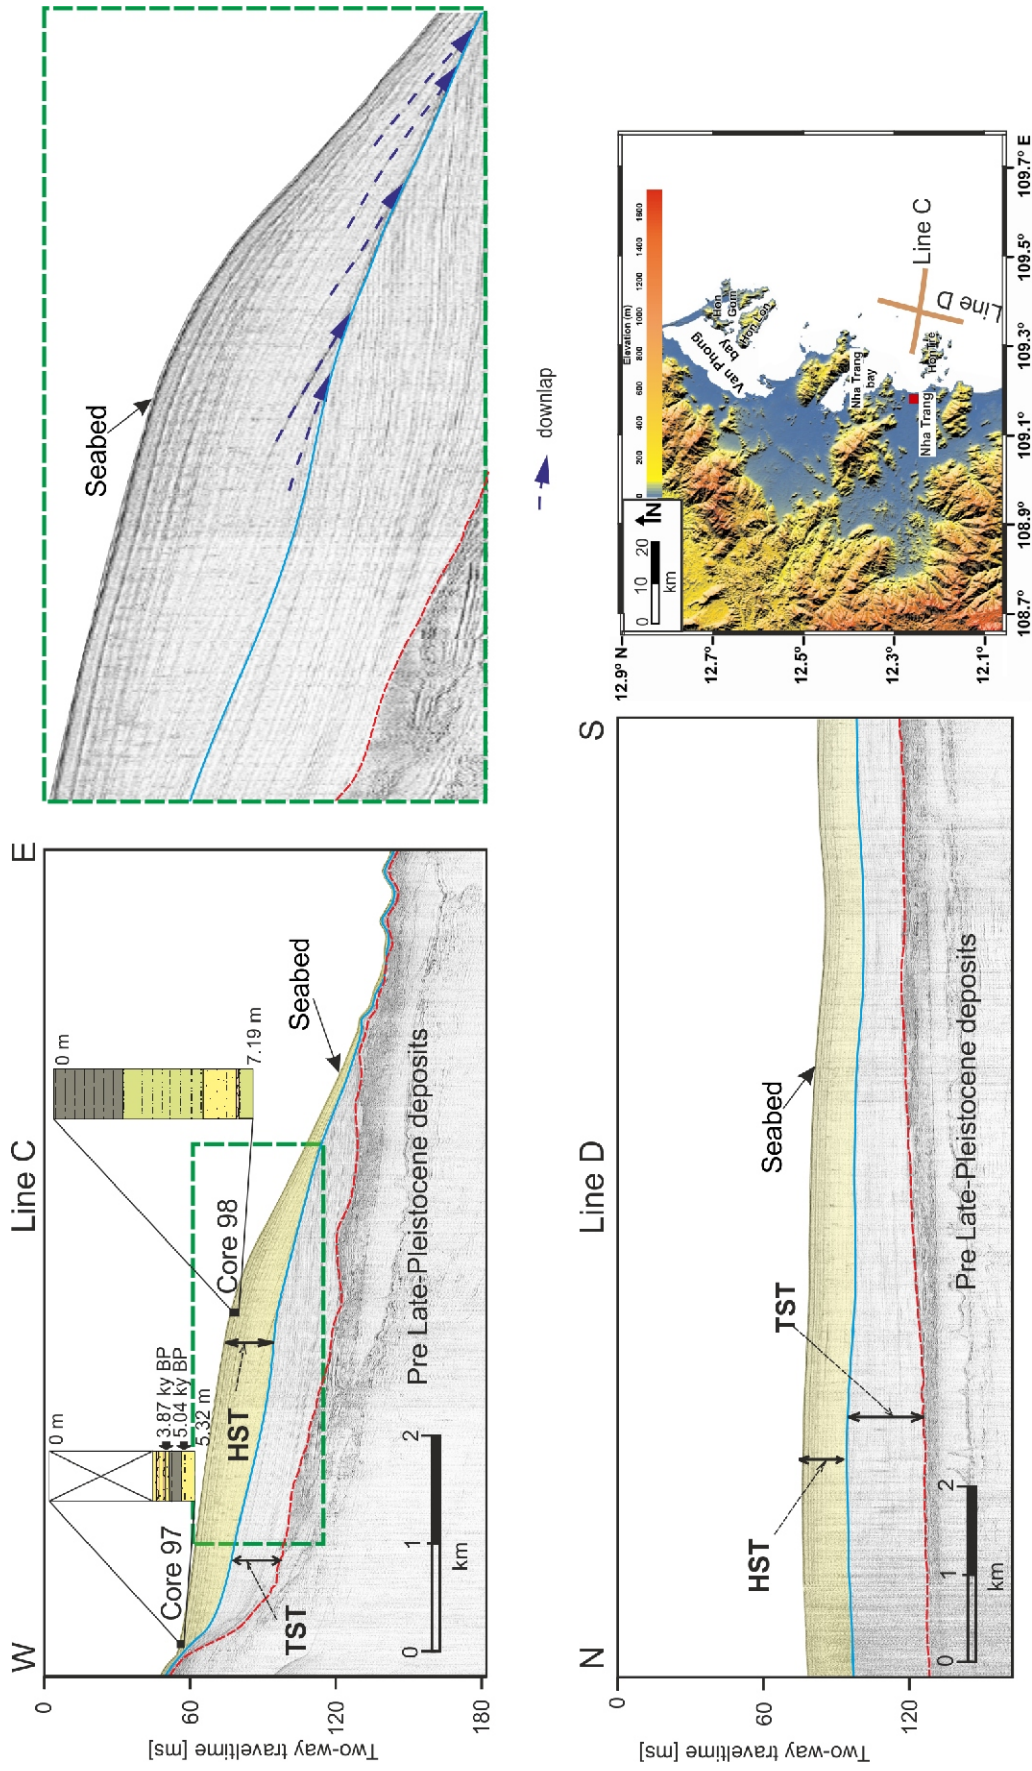 Line C
W
E
0
60
120
180
Two-way traveltime [ms]
Core 97
0 m
3.87 ky BP
5.04 ky BP
5.32 m
Core 98
0 m
7.19 m
HST
TST
Seabed
Pre Late-Pleistocene deposits
0
1
2
km
Seabed
downlap
Line D
N
S
0
60
120
Two-way traveltime [ms]
HST
TST
Seabed
Pre Late-Pleistocene deposits
0
1
2
km
12.9° N
12.7°
12.5°
12.3°
12.1°
108.7°
108.9°
109.1°
109.3°
109.5°
109.7° E
0 10 20
km
N
Elevation (m)
0 200 400 600 800 1000 1200 1400 1600
Van Phong
bay
Hon
Gom
Hon Lon
Nha Trang
bay
Nha Trang
Hon Tre
Line C
Line D